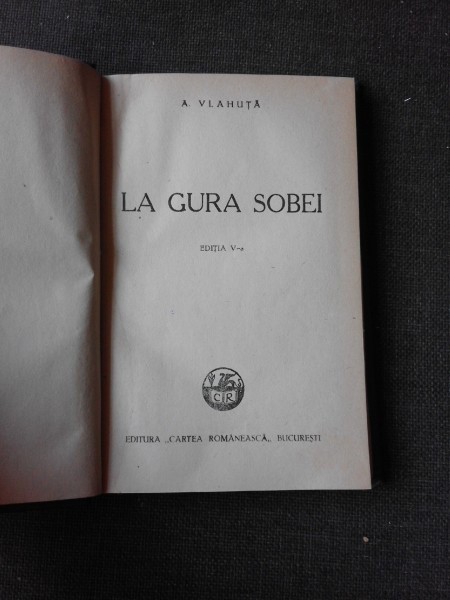 A. VLAHUȚĂ
LA GURA SOBEI
EDIȚIA V-a
CR
EDITURA „CARTEA ROMÂNEASCĂ„ BUCUREȘTI